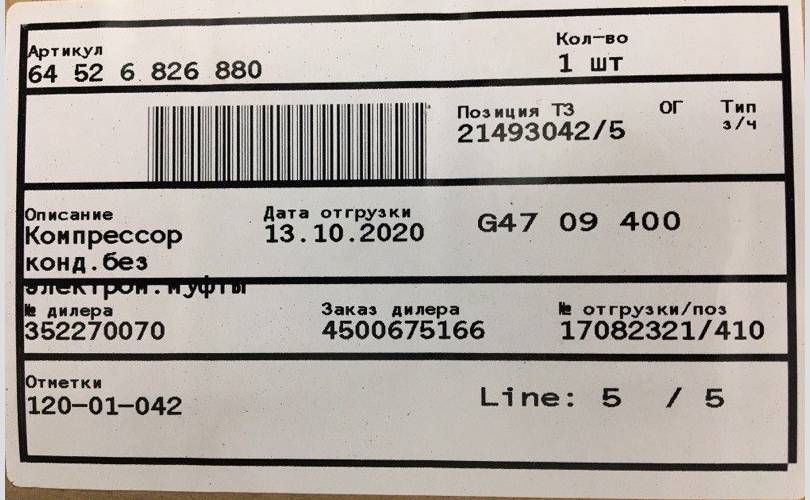 Артикул
64 52 6 826 880
Кол-во
1 шт
Позиция ТЗ
21493042/5
ОГ
Тип
з/ч
Описание
Компрессор
конд.без
электром.муфты
Дата отгрузки
13.10.2020
G47 09 400
№ дилера
352270070
Заказ дилера
4500675166
№ отгрузки/поз
17082321/410
Отметки
120-01-042
Line: 5 / 5